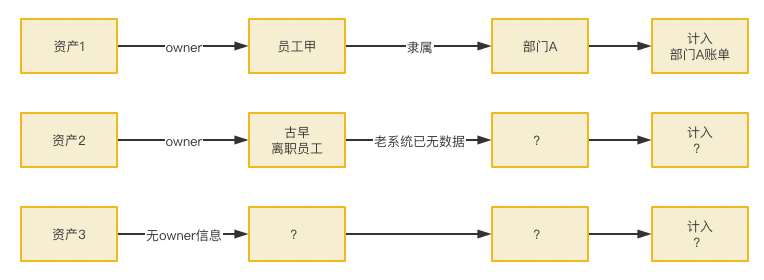 资产1
owner
员工甲
隶属
部门A
计入
部门A账单
资产2
owner
古早
离职员工
老系统已无数据
?
计入
?
资产3
无owner信息
?
?
计入
?